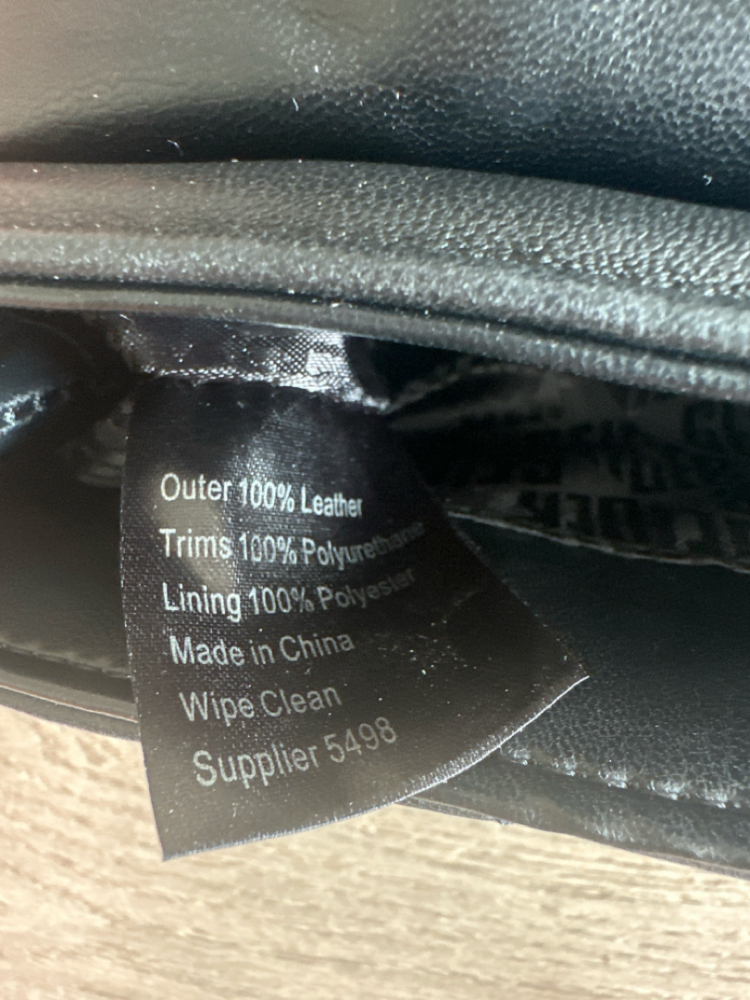 Outer 100% Leather
Trims 100% Polyurethane
Lining 100% Polyester
Made in China
Wipe Clean
Supplier 5498